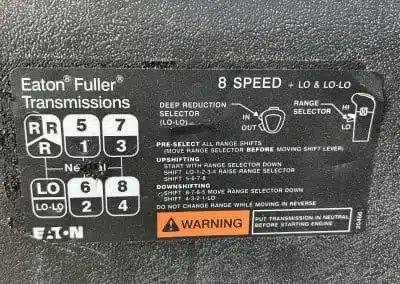 Eaton® Fuller®
Transmissions
8 SPEED + LO & LO-LO
DEEP REDUCTION
SELECTOR
(LO-LO)
IN
OUT
RANGE
SELECTOR
HI
LO
R R 5 7
R 1 3
Neutral
LO 6 8
LO-LO 2 4
PRE-SELECT ALL RANGE SHIFTS
(MOVE RANGE SELECTOR BEFORE MOVING SHIFT LEVER)
UPSHIFTING
START WITH RANGE SELECTOR DOWN
SHIFT LO-1-2-3-4 RAISE RANGE SELECTOR
SHIFT 5-6-7-8
DOWNSHIFTING
SHIFT 8-7-6-5 MOVE RANGE SELECTOR DOWN
SHIFT 4-3-2-1-LO
DO NOT CHANGE RANGE WHILE MOVING IN REVERSE
EATON
WARNING
PUT TRANSMISSION IN NEUTRAL
BEFORE STARTING ENGINE